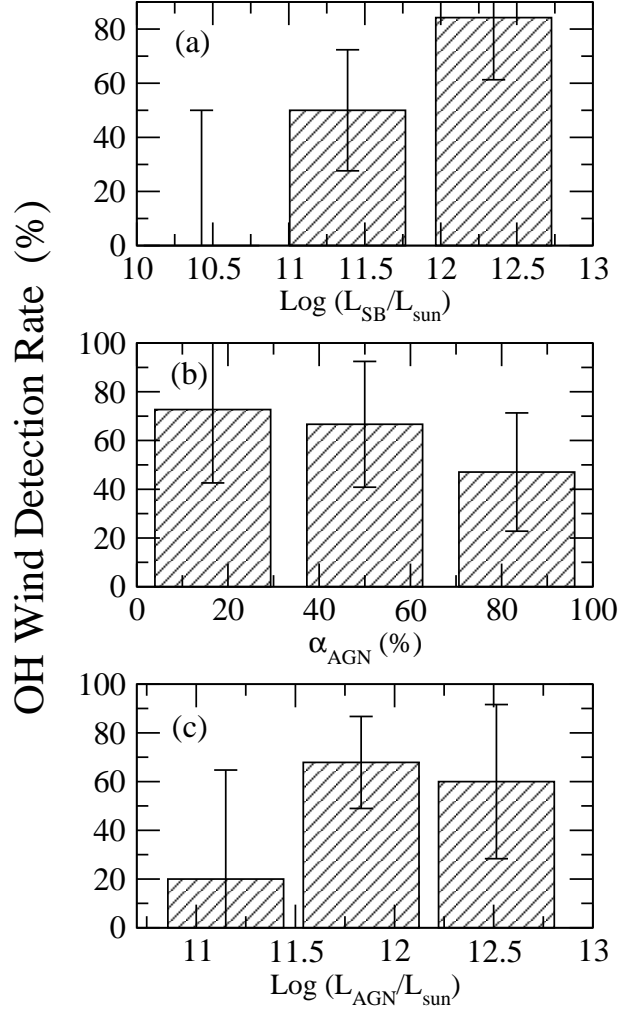 OH Wind Detection Rate (%)
(a)
80
60
40
20
0
10 10.5 11 11.5 12 12.5 13
Log (L_SB/L_sun)
100
(b)
80
60
40
20
0
0 20 40 60 80 100
α_AGN (%)
100
(c)
80
60
40
20
0
11 11.5 12 12.5 13
Log (L_AGN/L_sun)